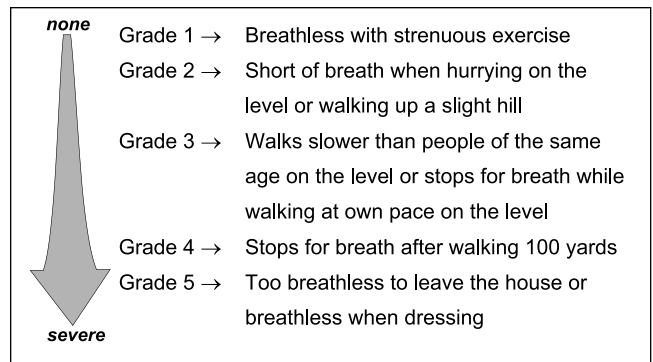 none
Grade 1 → Breathless with strenuous exercise
Grade 2 → Short of breath when hurrying on the
level or walking up a slight hill
Grade 3 → Walks slower than people of the same
age on the level or stops for breath while
walking at own pace on the level
Grade 4 → Stops for breath after walking 100 yards
Grade 5 → Too breathless to leave the house or
breathless when dressing
severe